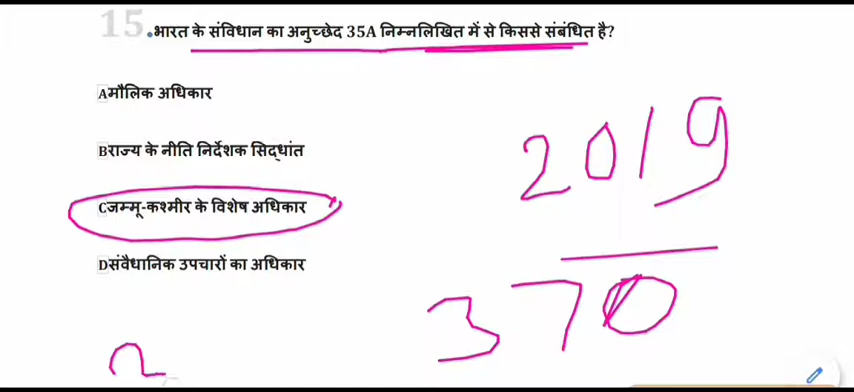 15.भारत के संविधान का अनुच्छेद 35A निम्नलिखित में से किससे संबंधित है?
Aमौलिक अधिकार
Bराज्य के नीति निर्देशक सिद्धांत
2019
Cजम्मू-कश्मीर के विशेष अधिकार
Dसंवैधानिक उपचारों का अधिकार
370